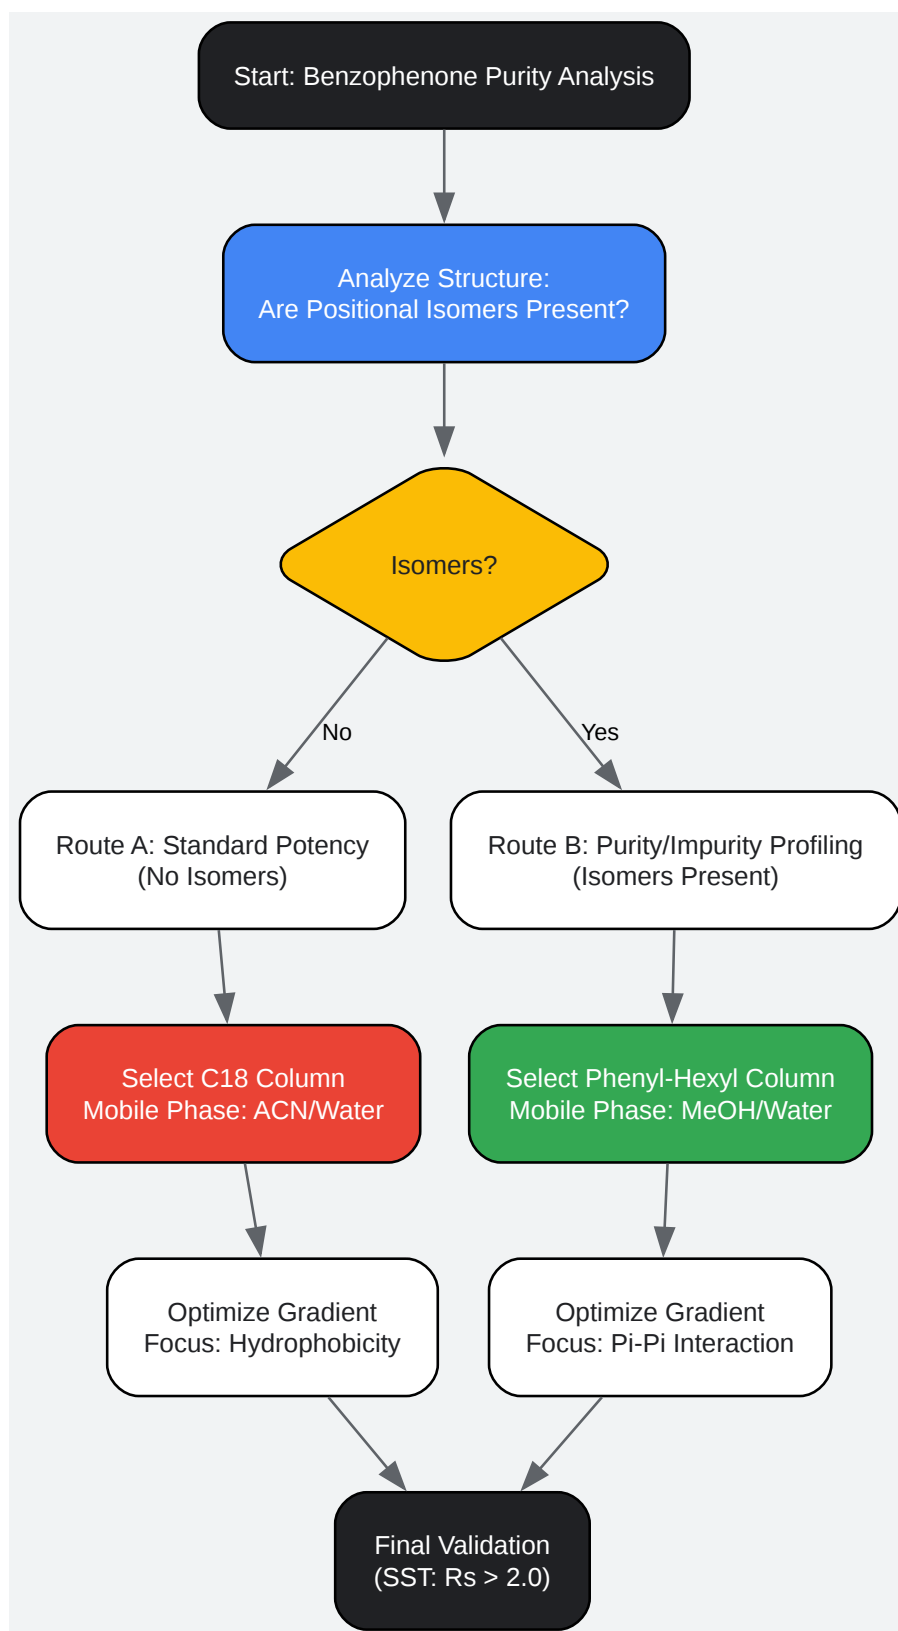 Start: Benzophenone Purity Analysis
Analyze Structure:
Are Positional Isomers Present?
Isomers?
No
Yes
Route A: Standard Potency
(No Isomers)
Route B: Purity/Impurity Profiling
(Isomers Present)
Select C18 Column
Mobile Phase: ACN/Water
Select Phenyl-Hexyl Column
Mobile Phase: MeOH/Water
Optimize Gradient
Focus: Hydrophobicity
Optimize Gradient
Focus: Pi-Pi Interaction
Final Validation
(SST: Rs > 2.0)